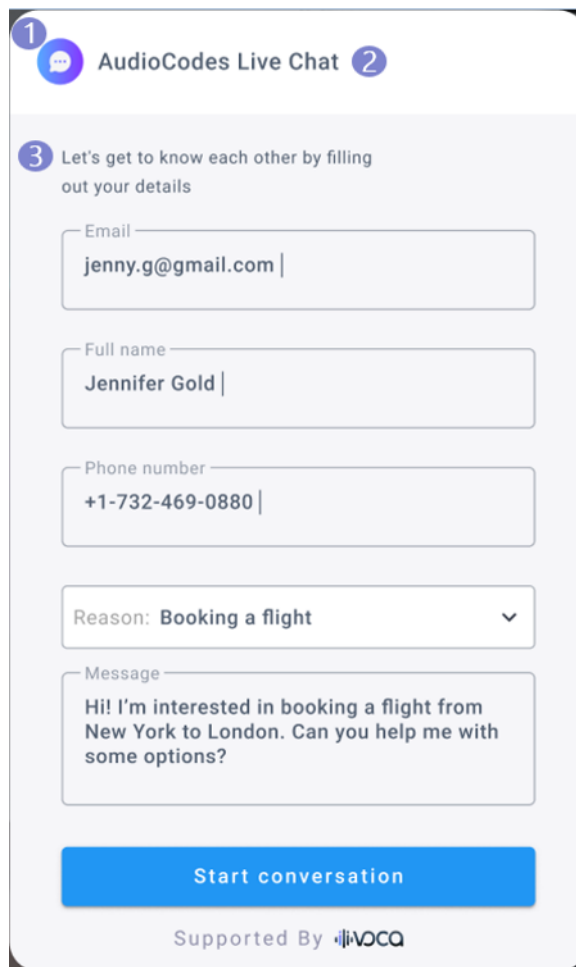 1
AudioCodes Live Chat 2
3 Let's get to know each other by filling
out your details
Email
jenny.g@gmail.com
Full name
Jennifer Gold
Phone number
+1-732-469-0880
Reason: Booking a flight
Message
Hi! I'm interested in booking a flight from
New York to London. Can you help me with
some options?
Start conversation
Supported By VOCA